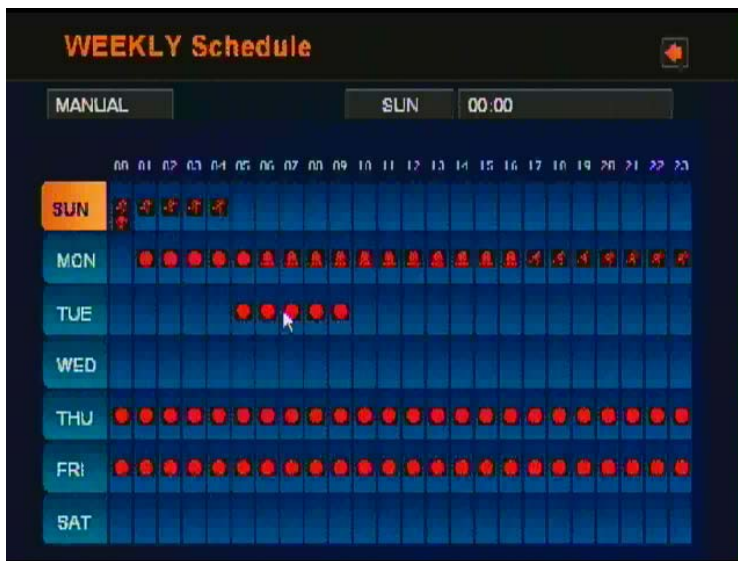 WEEKLY Schedule
MANUAL SUN 00:00
00 01 02 03 04 05 06 07 08 09 10 11 12 13 14 15 16 17 18 19 20 21 22 23
SUN
MON
TUE
WED
THU
FRI
SAT